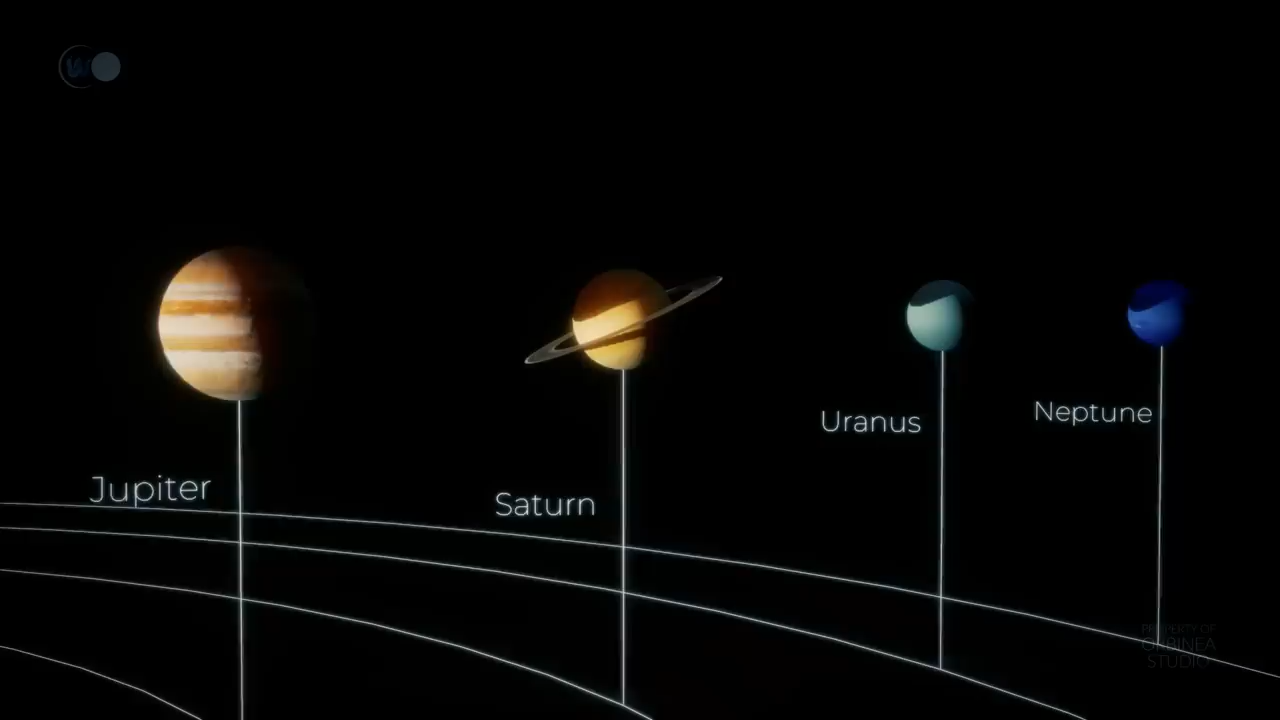 Jupiter
Saturn
Uranus
Neptune
PROPERTY OF
ORBINEA
STUDIO